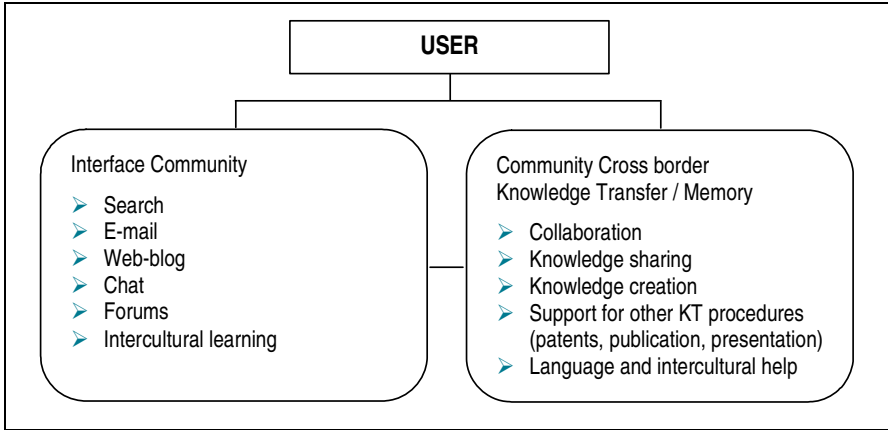 USER
Interface Community
Search
E-mail
Web-blog
Chat
Forums
Intercultural learning
Community Cross border
Knowledge Transfer / Memory
Collaboration
Knowledge sharing
Knowledge creation
Support for other KT procedures
(patents, publication, presentation)
Language and intercultural help